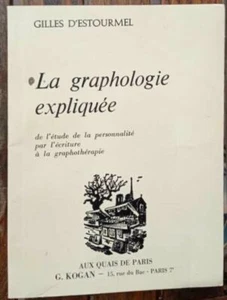 GILLES D'ESTOURMEL
La graphologie
expliquée
de l'étude de la personnalité
par l'écriture
à la graphothérapie
AUX QUAIS DE PARIS
G. KOGAN — 15, rue du Bac - PARIS 7e